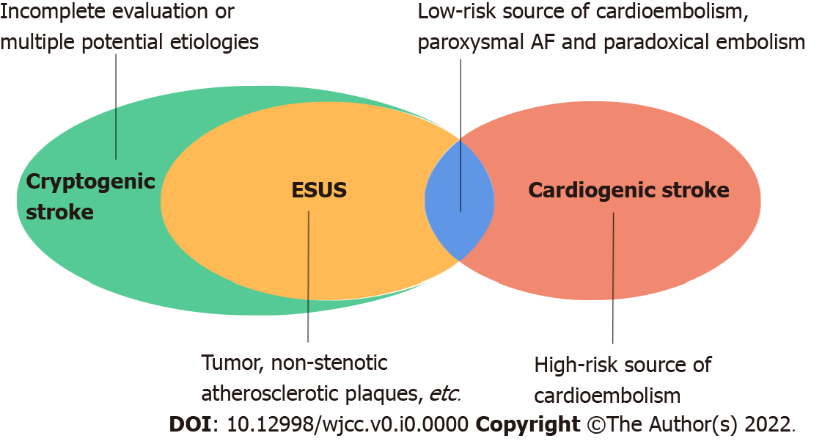 Incomplete evaluation or
multiple potential etiologies
Low-risk source of cardioembolism,
paroxysmal AF and paradoxical embolism
Cryptogenic
stroke
ESUS
Cardiogenic stroke
Tumor, non-stenotic
atherosclerotic plaques, etc.
High-risk source of
cardioembolism
DOI: 10.12998/wjcc.v0.i0.0000 Copyright ©The Author(s) 2022.